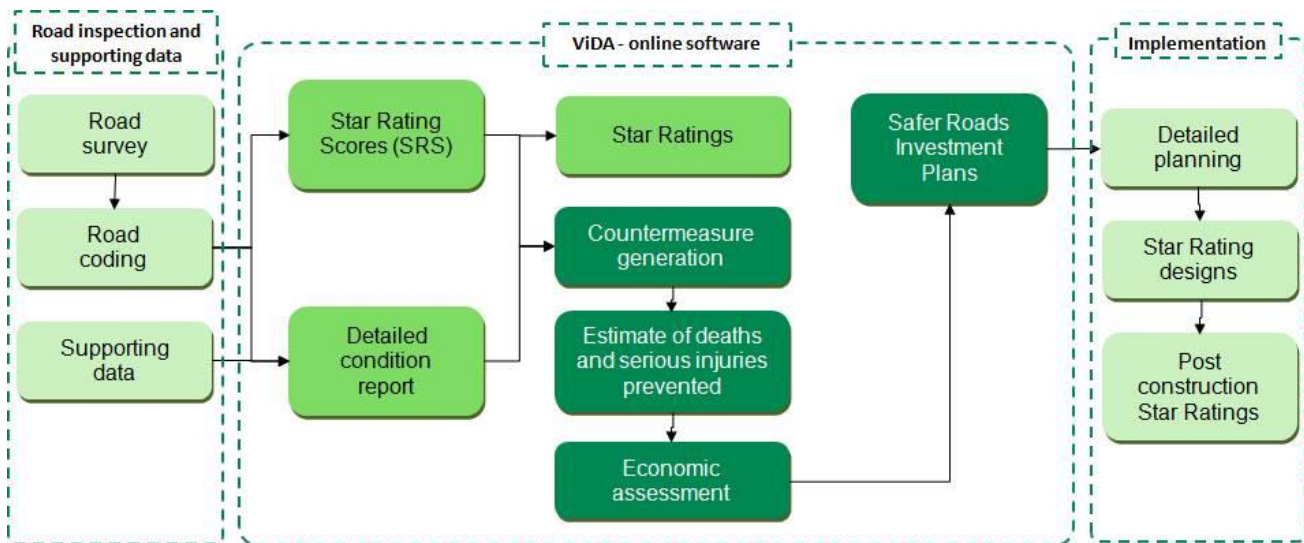 Road inspection and
supporting data
Road
survey
Road
coding
Supporting
data
ViDA - online software
Star Rating
Scores (SRS)
Detailed
condition
report
Star Ratings
Countermeasure
generation
Estimate of deaths
and serious injuries
prevented
Economic
assessment
Safer Roads
Investment
Plans
Implementation
Detailed
planning
Star Rating
designs
Post
construction
Star Ratings